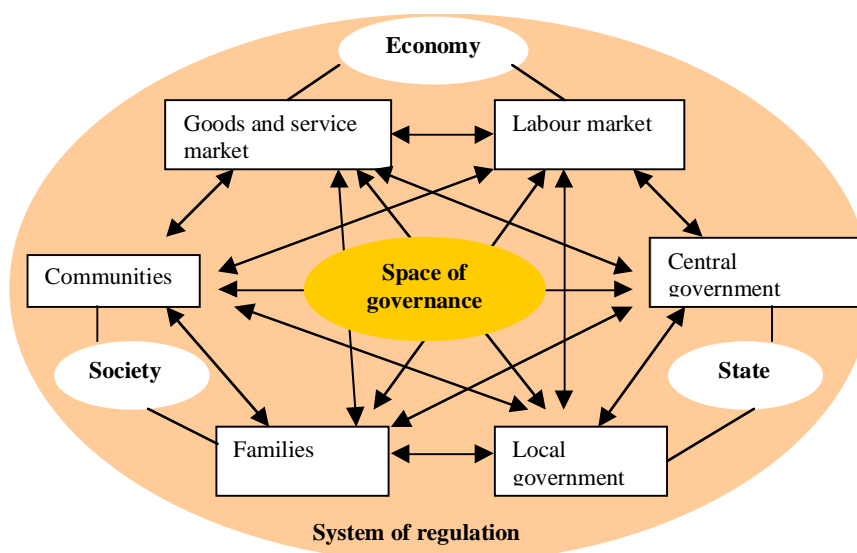 Economy
Goods and service
market
Labour market
Communities
Space of
governance
Central
government
Society
State
Families
Local
government
System of regulation